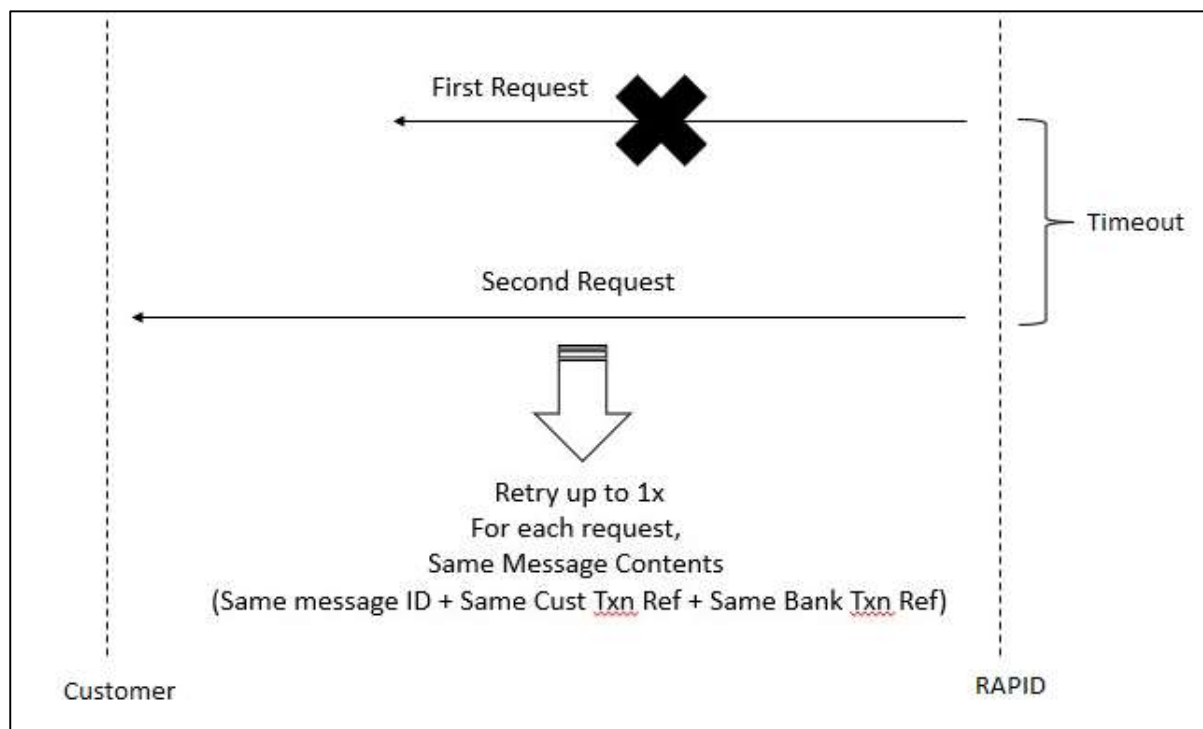 First Request
Timeout
Second Request
Retry up to 1x
For each request,
Same Message Contents
(Same message ID + Same Cust Txn Ref + Same Bank Txn Ref)
Customer
RAPID